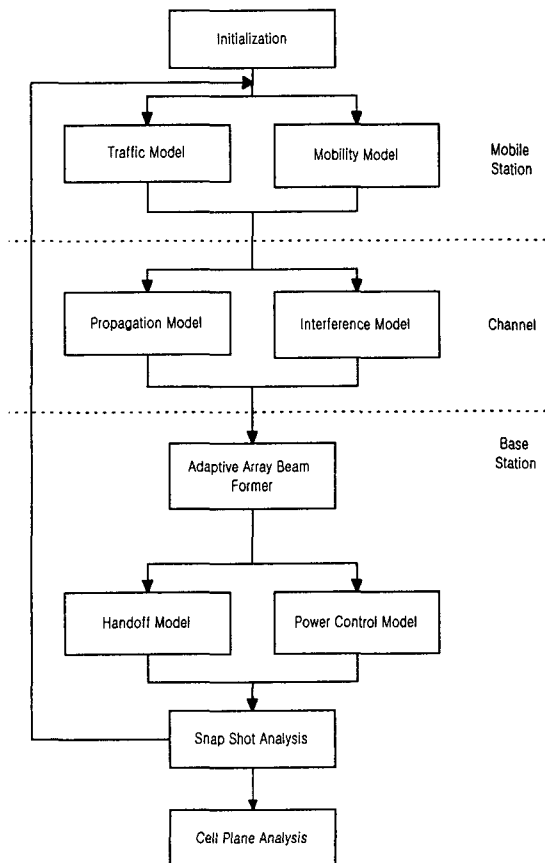 Initialization
Traffic Model
Mobility Model
Mobile
Station
Propagation Model
Interference Model
Channel
Base
Station
Adaptive Array Beam
Former
Handoff Model
Power Control Model
Snap Shot Analysis
Cell Plane Analysis